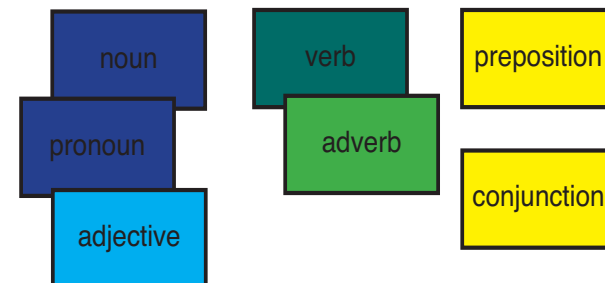 noun
pronoun
adjective
verb
adverb
preposition
conjunction